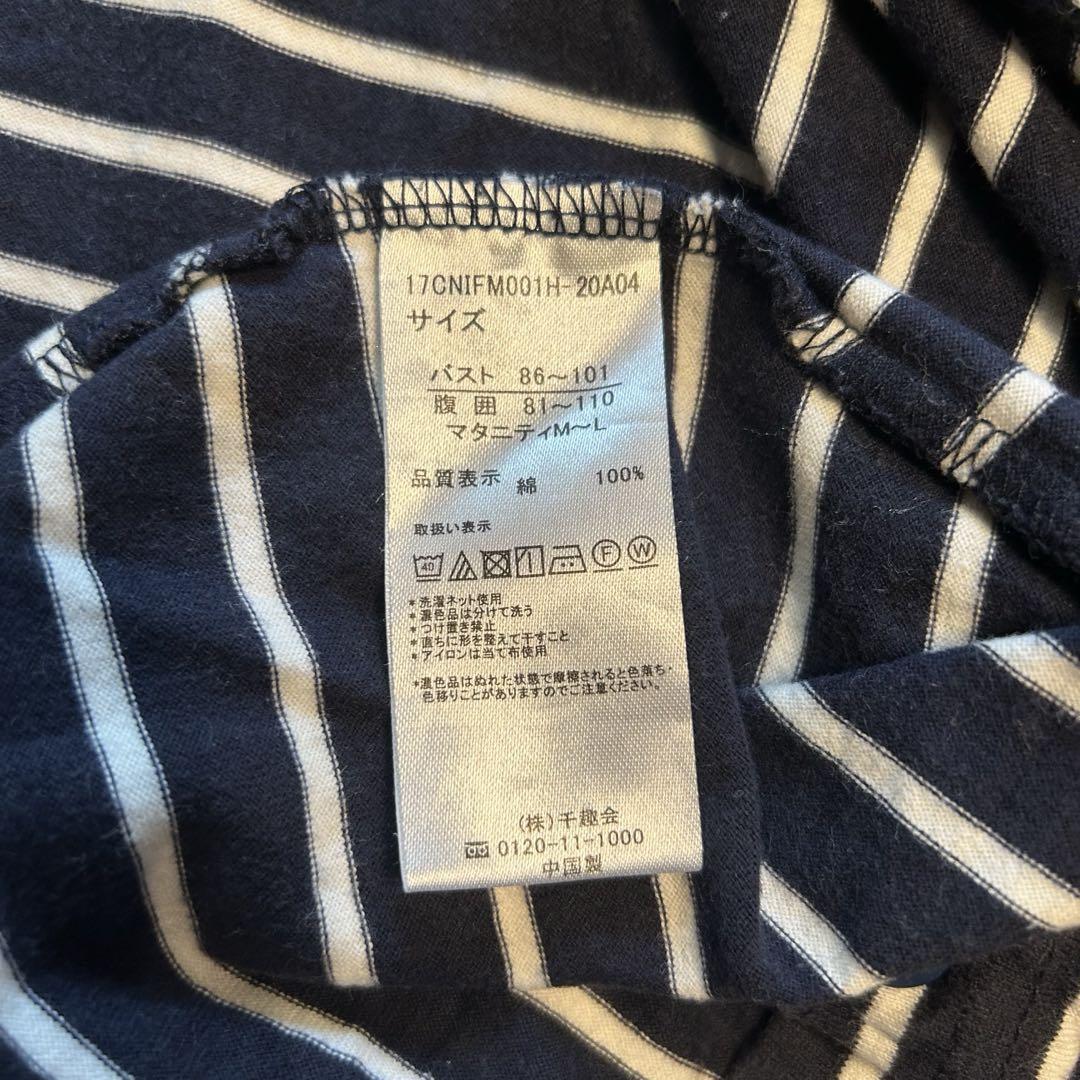 17CNIFM001H-20A04
サイズ
バスト 86～101
腹囲 81～110
マタニティM～L
品質表示 綿 100%
取扱い表示
40 F W
*洗濯ネット使用
*濃色品は分けて洗う
*つけ置き禁止
*直ちに形を整えて干すこと
*アイロンは当て布使用
*濃色品はぬれた状態で摩擦されると色落ち・
色移りことがありますのでご注意ください。
(株)千趣会
0120-11-1000
中国製